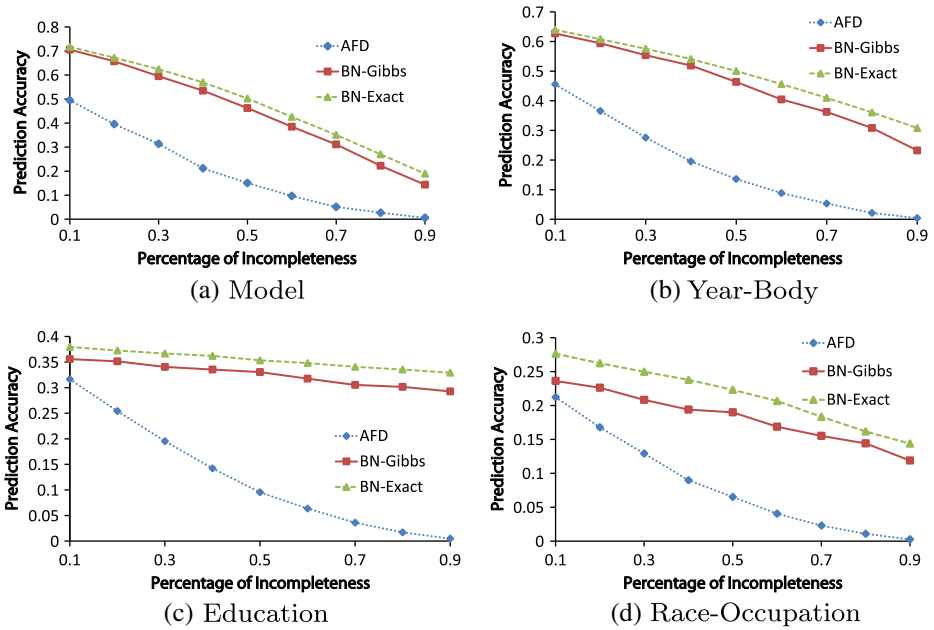 0.8
0.7
0.6
0.5
0.4
0.3
0.2
0.1
0
Prediction Accuracy
AFD
BN-Gibbs
BN-Exact
0.1 0.3 0.5 0.7 0.9
Percentage of Incompleteness
(a) Model
0.7
0.6
0.5
0.4
0.3
0.2
0.1
0
Prediction Accuracy
AFD
BN-Gibbs
BN-Exact
0.1 0.3 0.5 0.7 0.9
Percentage of Incompleteness
(b) Year-Body
0.4
0.35
0.3
0.25
0.2
0.15
0.1
0.05
0
Prediction Accuracy
AFD
BN-Gibbs
BN-Exact
0.1 0.3 0.5 0.7 0.9
Percentage of Incompleteness
(c) Education
0.3
0.25
0.2
0.15
0.1
0.05
0
Prediction Accuracy
AFD
BN-Gibbs
BN-Exact
0.1 0.3 0.5 0.7 0.9
Percentage of Incompleteness
(d) Race-Occupation